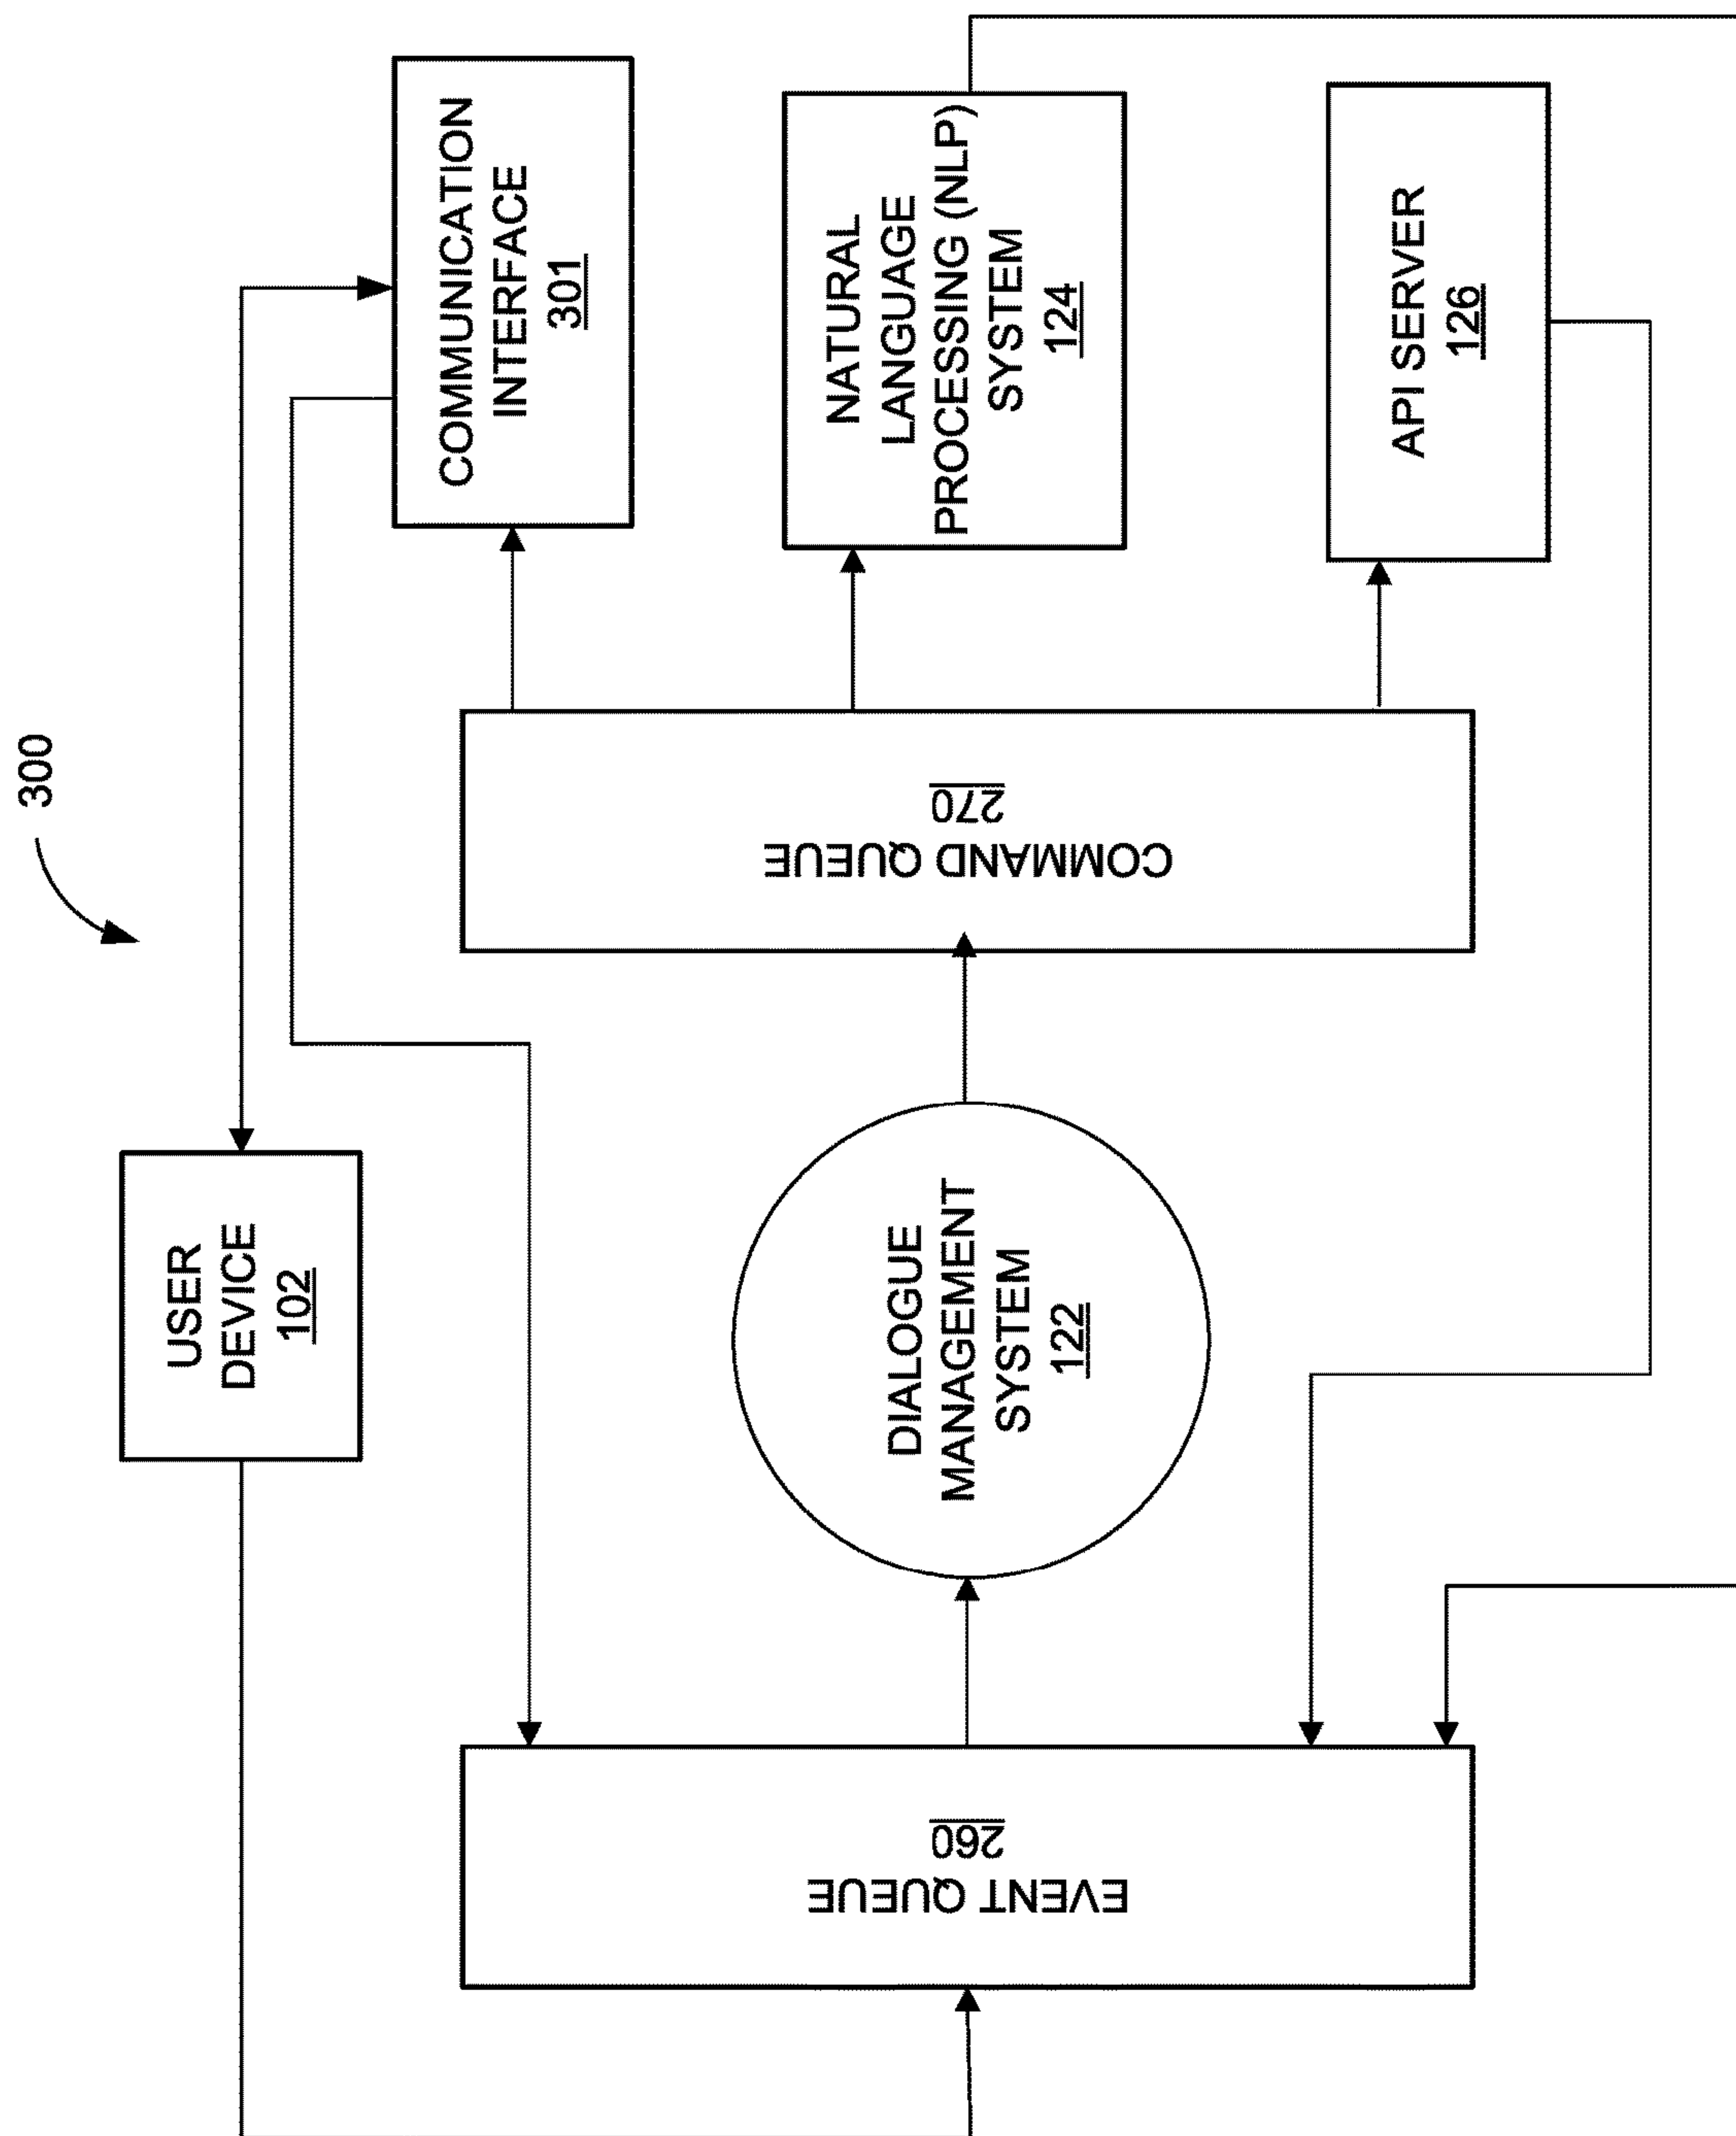 300
USER
DEVICE
102
COMMUNICATION
INTERFACE
301
EVENT QUEUE
260
DIALOGUE
MANAGEMENT
SYSTEM
122
COMMAND QUEUE
270
NATURAL
LANGUAGE
PROCESSING (NLP)
SYSTEM
124
API SERVER
126